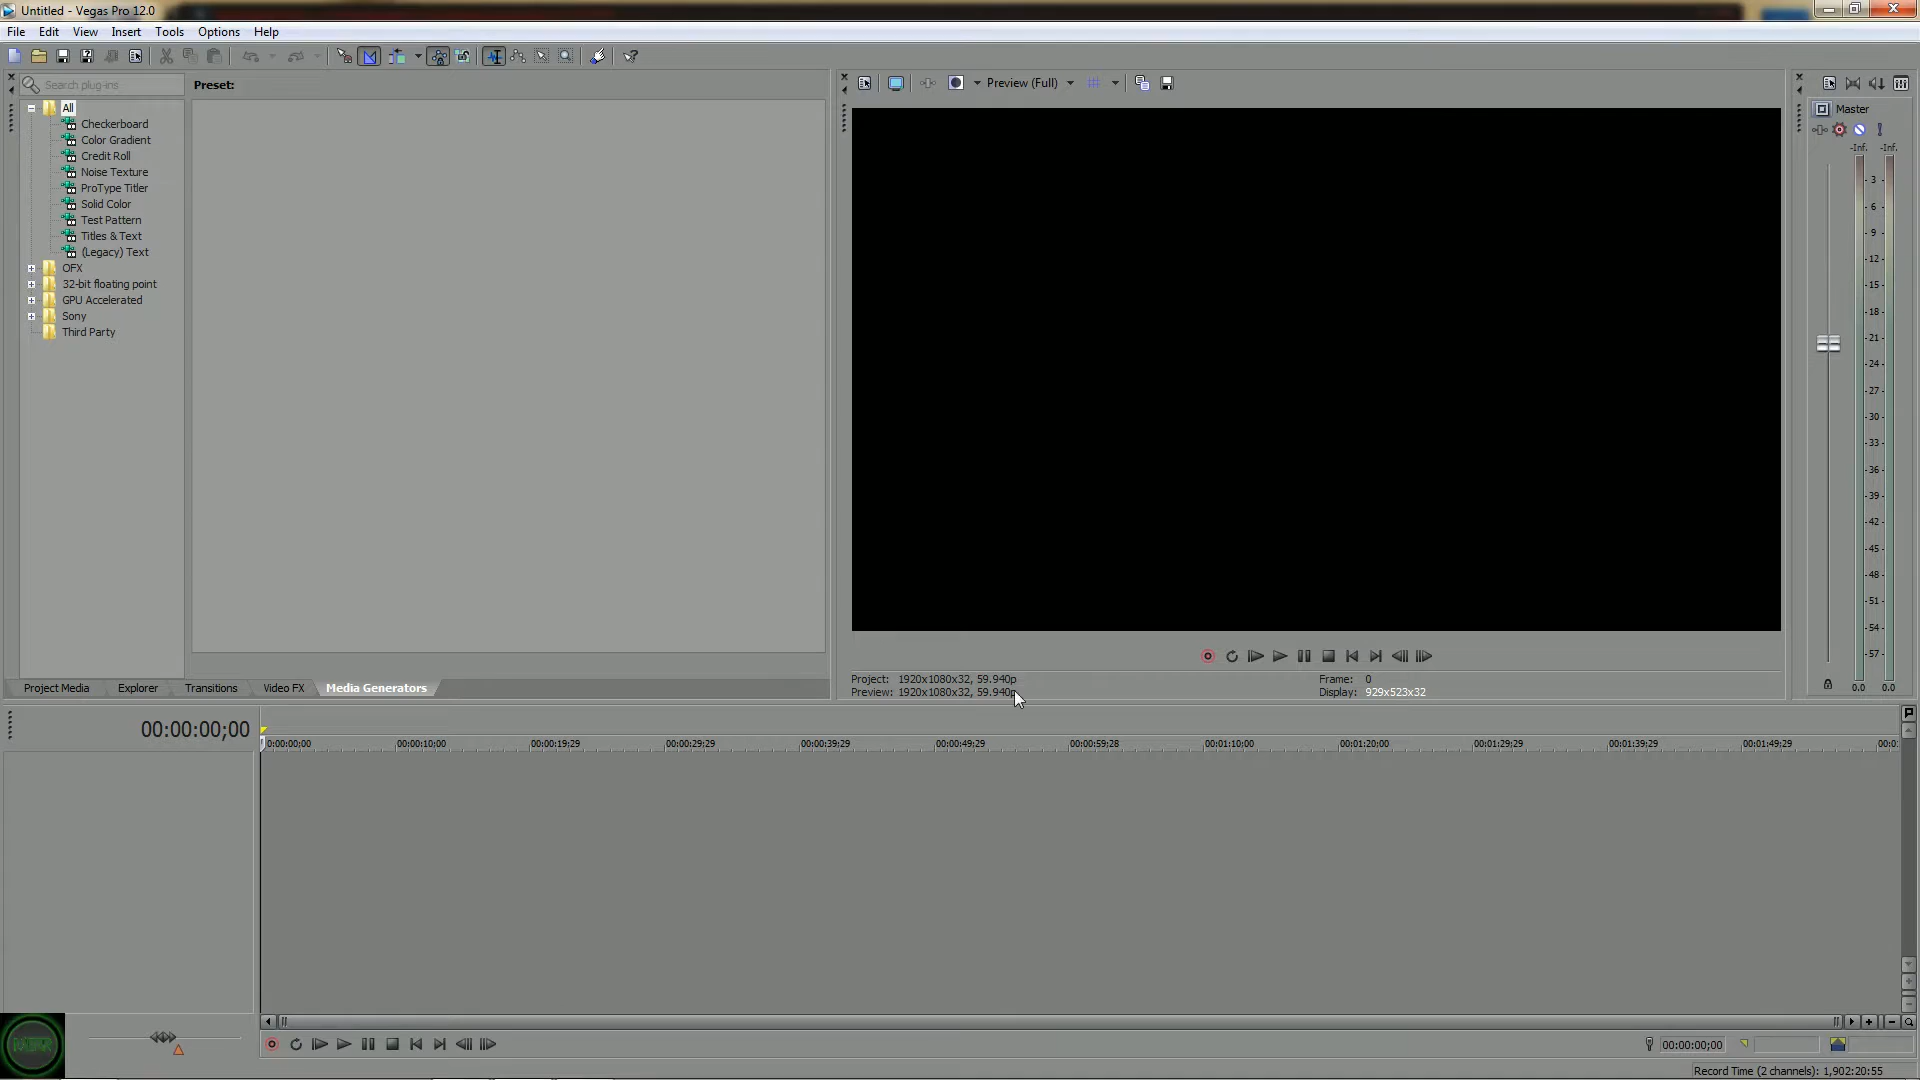 Untitled - Vegas Pro 12.0
File Edit View Insert Tools Options Help
Search plug-ins
Preset:
Preview (Full)
All
Checkerboard
Color Gradient
Credit Roll
Noise Texture
ProType Titler
Solid Color
Test Pattern
Titles & Text
(Legacy) Text
OFX
32-bit floating point
GPU Accelerated
Sony
Third Party
Master
-Inf. -Inf.
3
6
9
-12-
-15-
-18-
-21-
-24-
-27-
-30-
-33-
-36-
-39-
-42-
-45-
-48-
-51-
-54-
-57-
0.0 0.0
Project: 1920x1080x32, 59.940p Frame: 0
Preview: 1920x1080x32, 59.940p Display: 929x523x32
Project Media Explorer Transitions Video FX Media Generators
00:00:00;00
0:00:00;00 00:00:10;00 00:00:19;29 00:00:29;29 00:00:39;29 00:00:49;29 00:00:59;28 00:01:10;00 00:01:20;00 00:01:29;29 00:01:39;29 00:01:49;29 00:0
00:00:00;00
Record Time (2 channels): 1,902:20:55